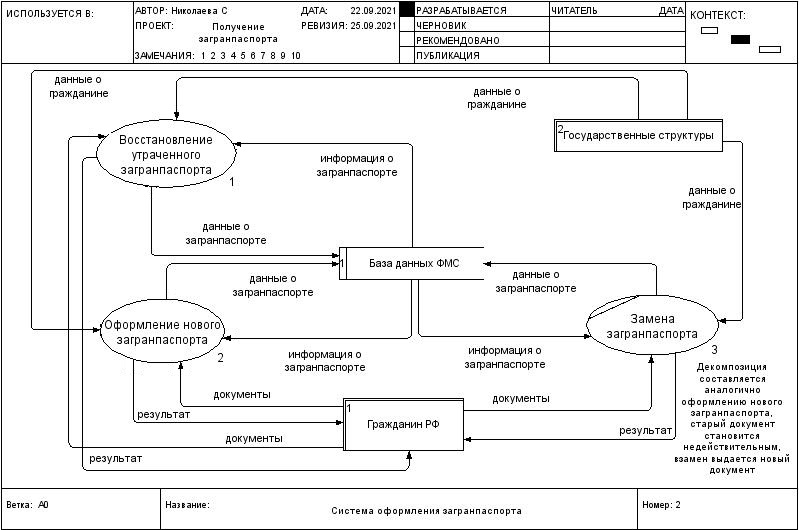 ИСПОЛЬЗУЕТСЯ В:
АВТОР: Николаева С
ДАТА: 22.09.2021
ПРОЕКТ: Получение
загранпаспорта
РЕВИЗИЯ: 25.09.2021
ЗАМЕЧАНИЯ: 1 2 3 4 5 6 7 8 9 10
РАЗРАБАТЫВАЕТСЯ
ЧЕРНОВИК
РЕКОМЕНДОВАНО
ПУБЛИКАЦИЯ
ЧИТАТЕЛЬ
ДАТА
КОНТЕКСТ:
данные о
гражданине
данные о
гражданине
2
Государственные структуры
Восстановление
утраченного
загранпаспорта
1
информация о
загранпаспорте
данные о
гражданине
данные о
загранпаспорте
1
База данных ФМС
данные о
загранпаспорте
данные о
загранпаспорте
Оформление нового
загранпаспорта
2
Замена
загранпаспорта
3
информация о
загранпаспорте
информация о
загранпаспорте
Декомпозиция
составляется
аналогично
оформлению нового
загранпаспорта,
старый документ
становится
недействительным,
взамен выдается новый
документ
документы
документы
1
Гражданин РФ
результат
результат
документы
результат
Ветка: A0
Название:
Система оформления загранпаспорта
Номер: 2